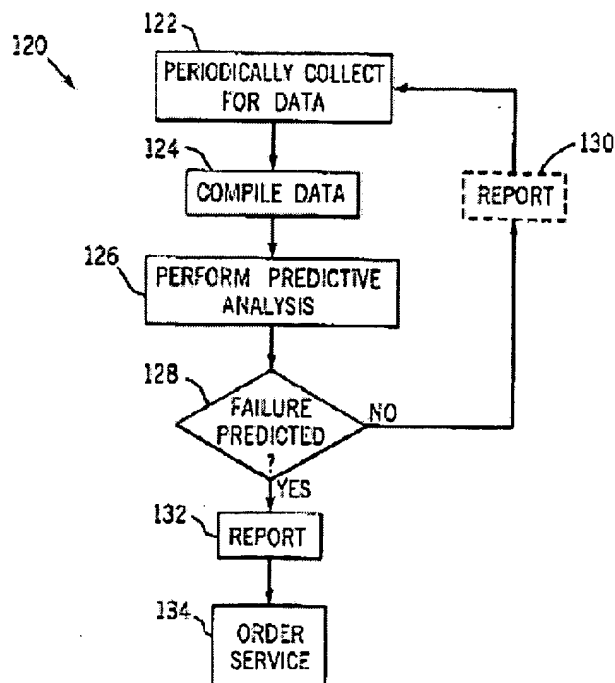 120
122
PERIODICALLY COLLECT
FOR DATA
124
COMPILE DATA
130
REPORT
126
PERFORM PREDICTIVE
ANALYSIS
128
FAILURE
PREDICTED
?
NO
YES
132
REPORT
134
ORDER
SERVICE